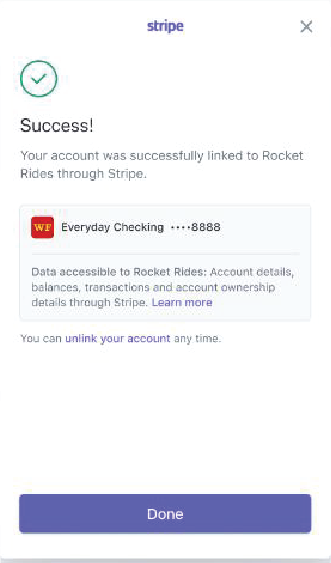 stripe
Success!
Your account was successfully linked to Rocket
Rides through Stripe.
WF Everyday Checking ····8888
Data accessible to Rocket Rides: Account details,
balances, transactions and account ownership
details through Stripe. Learn more
You can unlink your account any time.
Done